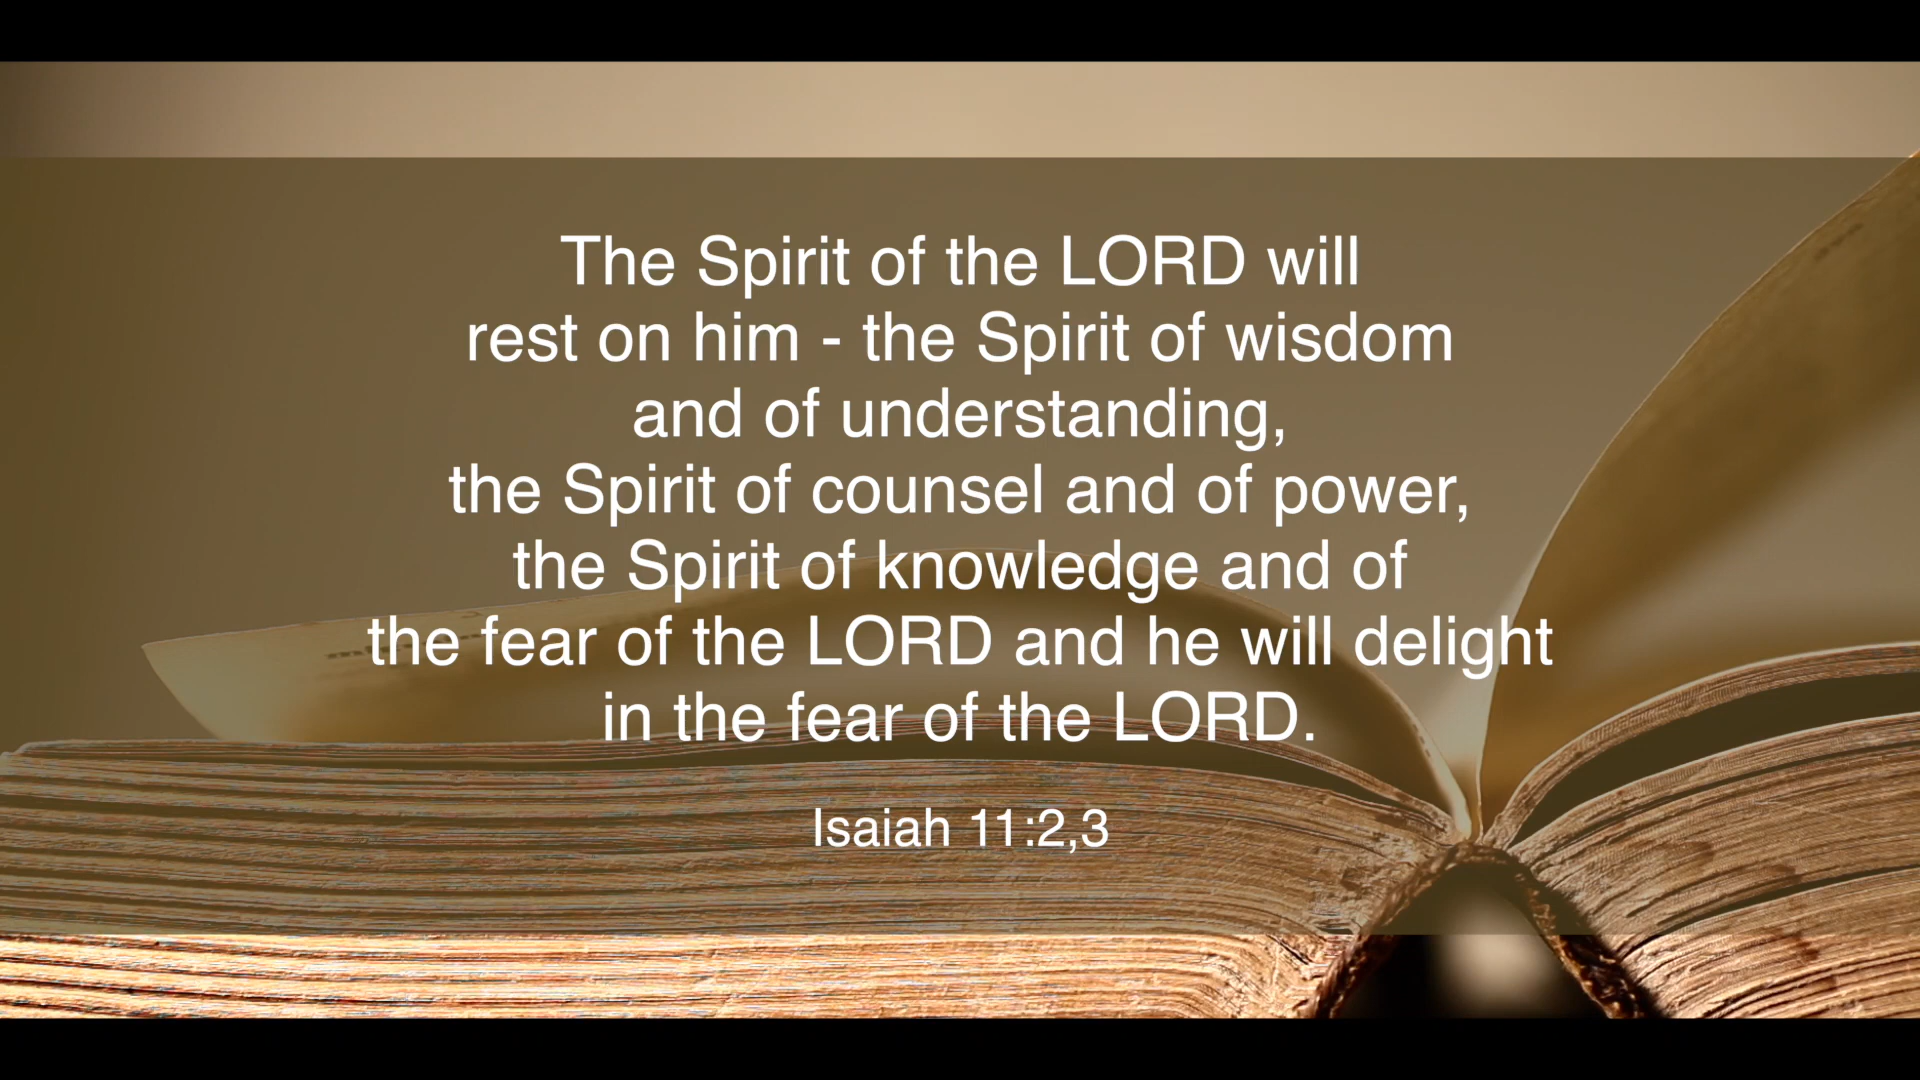 The Spirit of the LORD will
rest on him - the Spirit of wisdom
and of understanding,
the Spirit of counsel and of power,
the Spirit of knowledge and of
the fear of the LORD and he will delight
in the fear of the LORD.
Isaiah 11:2,3